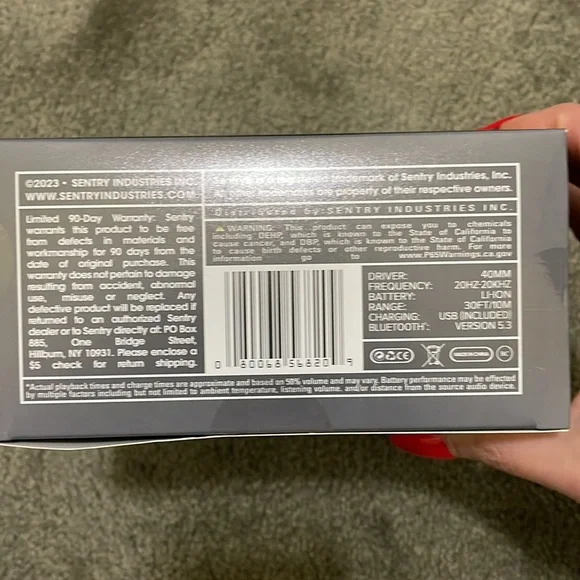 ©2023 • SENTRY INDUSTRIES INC.
WWW.SENTRYINDUSTRIES.COM
Limited 90-Day Warranty: Sentry
warrants this product to be free
from defects in materials and
workmanship for 90 days from the
date of original purchase. This
warranty does not pertain to damage
resulting from accident, abnormal
use, misuse or neglect. Any
defective product will be replaced if
returned to an authorized Sentry
dealer or to Sentry directly at: PO Box
885, One Bridge Street,
Hillburn, NY 10931. Please enclose a
$5 check for return shipping.
trademark of Sentry Industries, Inc.
are property of their respective owners.
Distributed by: SENTRY INDUSTRIES INC.
⚠WARNING: This product can expose you to chemicals
including DEHP, which is known to the State of California to
cause cancer, and DBP, which is known to the State of California
to cause birth defects or other reproductive harm. For more
information go to www.P65Warnings.ca.gov
0 80068 56820 9
DRIVER: 40MM
FREQUENCY: 20HZ-20KHZ
BATTERY: LI-ION
RANGE: 30FT/10M
CHARGING: USB (INCLUDED)
BLUETOOTH®: VERSION 5.3
CE
MADE IN CHINA
*Actual playback times and charge times are approximate and based on 50% volume and may vary. Battery performance may be effected
by multiple factors including but not limited to ambient temperature, listening volume, and/or distance from the source audio device.